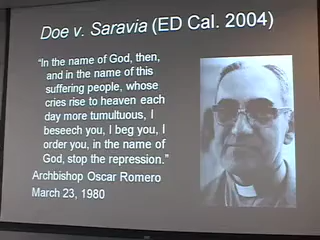 Doe v. Saravia (ED Cal. 2004)
“In the name of God, then,
and in the name of this
suffering people, whose
cries rise to heaven each
day more tumultuous, I
beseech you, I beg you, I
order you, in the name of
God, stop the repression.”
Archbishop Oscar Romero
March 23, 1980